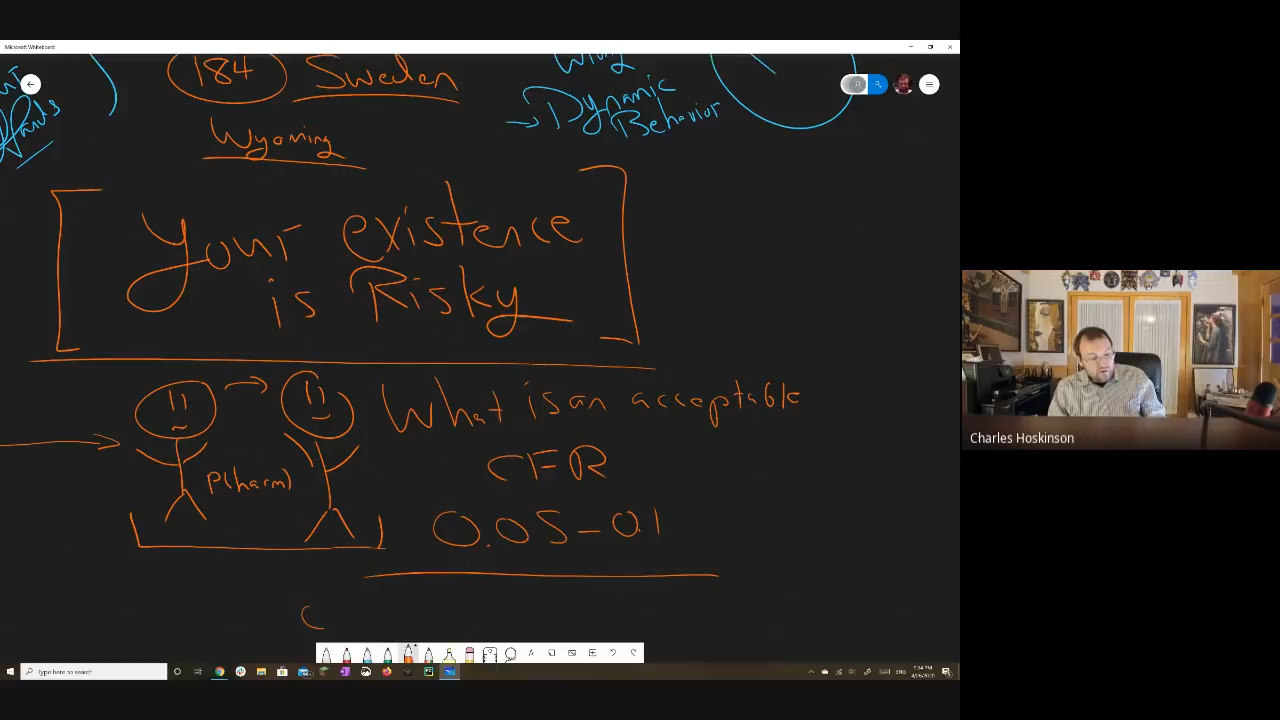 Microsoft Whiteboard
184 Sweden
Wyoming
→ Dynamic
Behavior
Your existence
is Risky
What is an acceptable
CFR
P(harm)
0.05 – 0.1
Charles Hoskinson
Type here to search
ENG